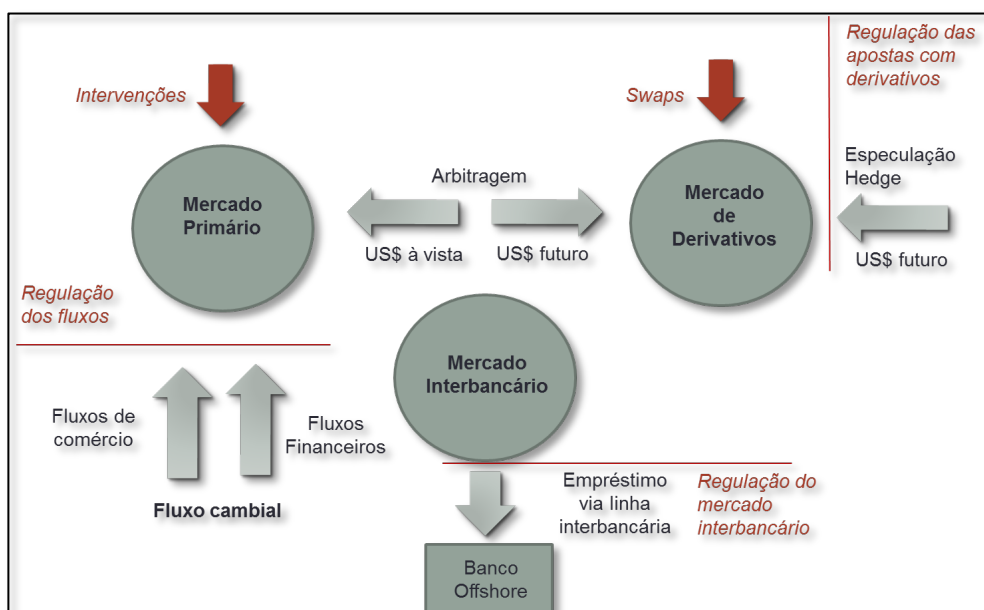 Regulação das
apostas com
derivativos
Intervenções
Swaps
Especulação
Hedge
Arbitragem
Mercado
Primário
Mercado
de
Derivativos
US$ à vista
US$ futuro
US$ futuro
Regulação
dos fluxos
Mercado
Interbancário
Fluxos de
comércio
Fluxos
Financeiros
Fluxo cambial
Empréstimo
via linha
interbancária
Regulação do
mercado
interbancário
Banco
Offshore